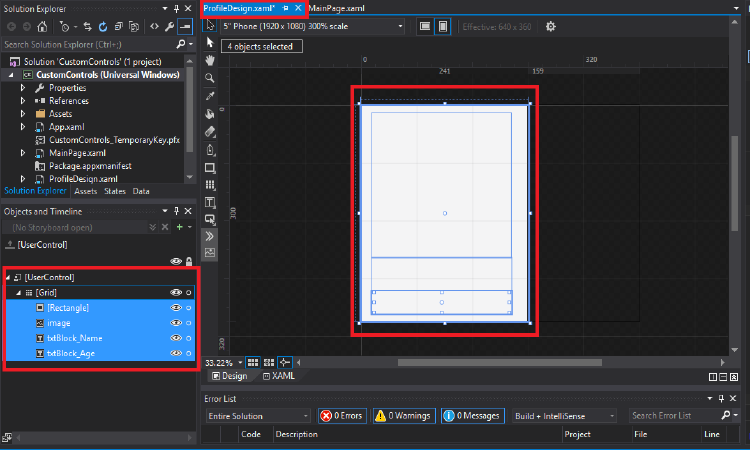 Solution Explorer
Search Solution Explorer (Ctrl+;)
Solution 'CustomControls' (1 project)
CustomControls (Universal Windows)
Properties
References
Assets
App.xaml
CustomControls_TemporaryKey.pfx
MainPage.xaml
Package.appxmanifest
ProfileDesign.xaml
Solution Explorer Assets States Data
Objects and Timeline
(No Storyboard open)
[UserControl]
[UserControl]
[Grid]
[Rectangle]
image
txtBlock_Name
txtBlock_Age
ProfileDesign.xaml* MainPage.xaml
5" Phone (1920 x 1080) 300% scale Effective: 640 x 360
4 objects selected
0 320
241 159
0
300
320
33.22%
Design XAML
Error List
Entire Solution 0 Errors 0 Warnings 0 Messages Build + IntelliSense Search Error List
Code Description Project File Line